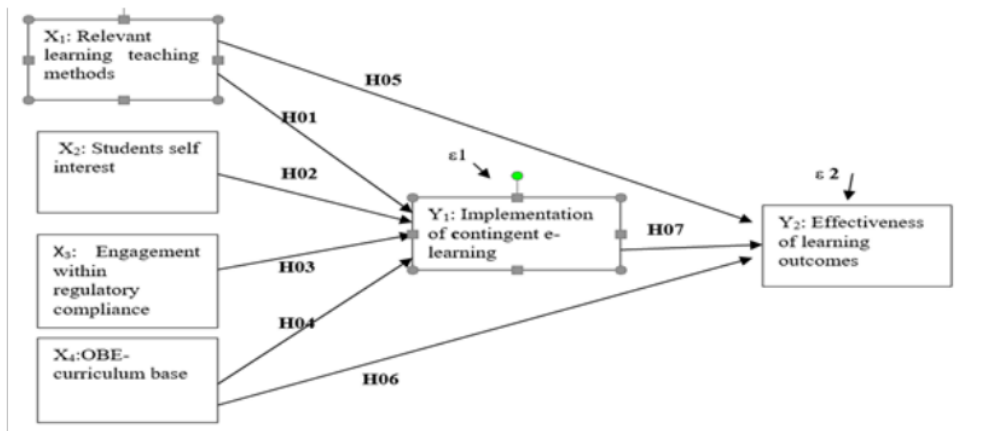 X₁: Relevant
learning teaching
methods
H05
H01
X₂: Students self
interest
H02
ε1
ε 2
Y₁: Implementation
of contingent e-
learning
H07
Y₂: Effectiveness
of learning
outcomes
X₃: Engagement
within
regulatory
compliance
H03
H04
X₄:OBE-
curriculum base
H06